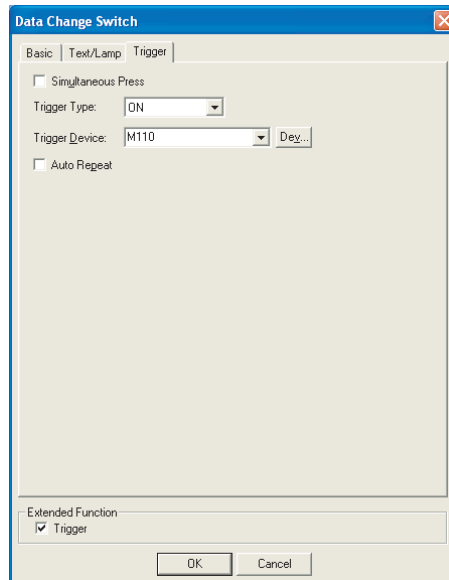 Data Change Switch
Basic Text/Lamp Trigger
Simultaneous Press
Trigger Type: ON
Trigger Device: M110 Dev...
Auto Repeat
Extended Function
Trigger
OK Cancel